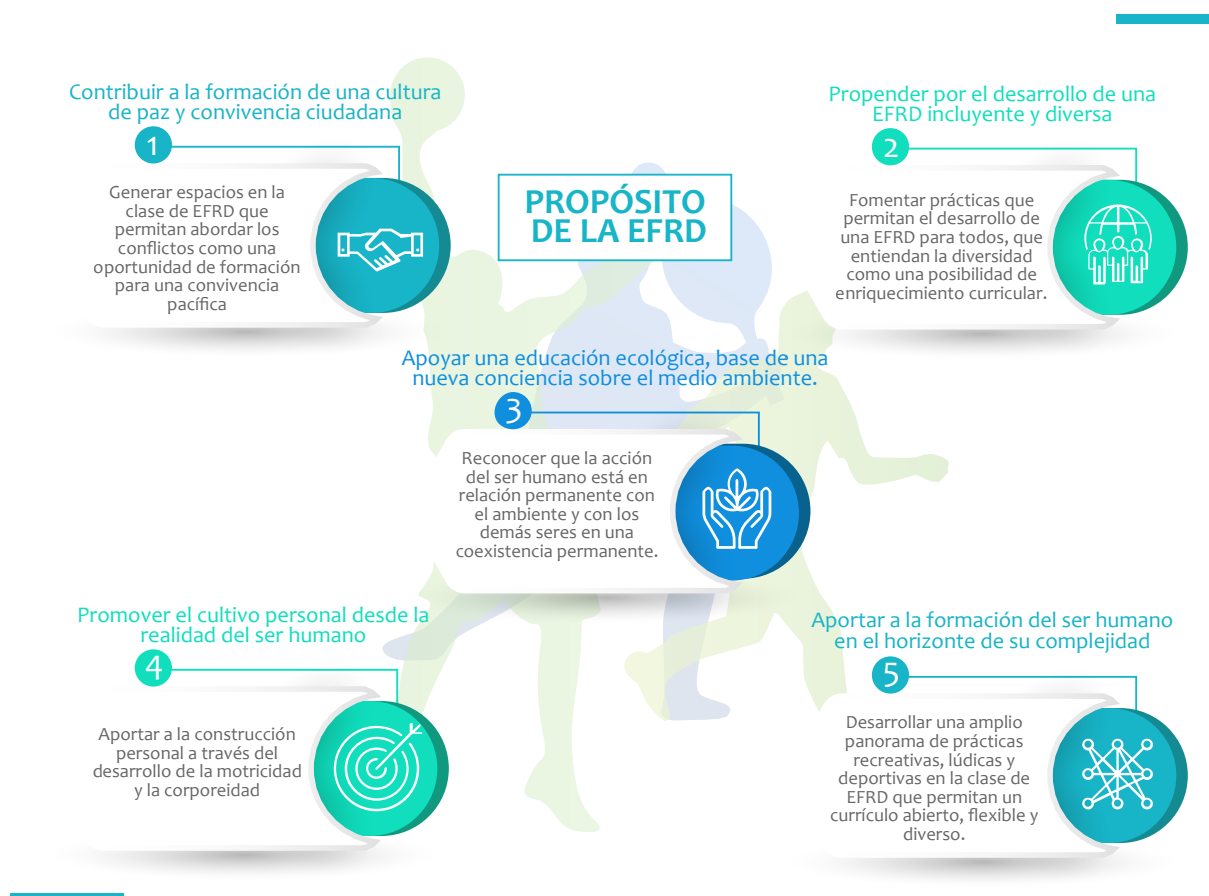 PROPÓSITO
DE LA EFRD
Contribuir a la formación de una cultura
de paz y convivencia ciudadana
1
Generar espacios en la
clase de EFRD que
permitan abordar los
conflictos como una
oportunidad de formación
para una convivencia
pacífica
Propender por el desarrollo de una
EFRD incluyente y diversa
2
Fomentar prácticas que
permitan el desarrollo de
una EFRD para todos, que
entiendan la diversidad
como una posibilidad de
enriquecimiento curricular.
Apoyar una educación ecológica, base de una
nueva conciencia sobre el medio ambiente.
3
Reconocer que la acción
del ser humano está en
relación permanente con
el ambiente y con los
demás seres en una
coexistencia permanente.
Promover el cultivo personal desde la
realidad del ser humano
4
Aportar a la construcción
personal a través del
desarrollo de la motricidad
y la corporeidad
Aportar a la formación del ser humano
en el horizonte de su complejidad
5
Desarrollar una amplio
panorama de prácticas
recreativas, lúdicas y
deportivas en la clase de
EFRD que permitan un
currículo abierto, flexible y
diverso.